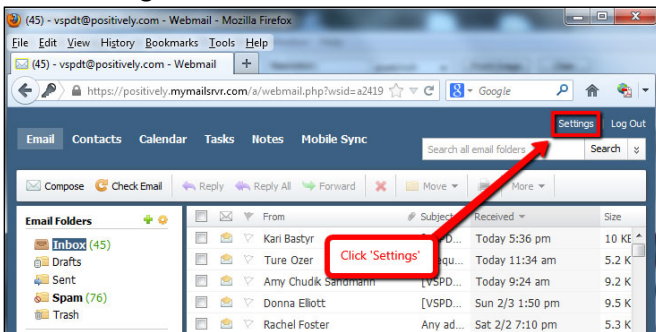 (45) - vspdt@positively.com - Webmail - Mozilla Firefox
File Edit View History Bookmarks Tools Help
(45) - vspdt@positively.com - Webmail +
https://positively.mymailsrvr.com/a/webmail.php?wsid=a2419 Google
Settings Log Out
Email Contacts Calendar Tasks Notes Mobile Sync
Search all email folders Search
Compose Check Email Reply Reply All Forward Move More
Email Folders From Subject Received Size
Inbox (45) Kari Bastyr Today 5:36 pm 10 KE
Drafts Ture Ozer Today 11:34 am 5.2 K
Click 'Settings'
Sent Amy Chudik Sandmann [VSPD... Today 9:24 am 9.2 K
Spam (76) Donna Elliott [VSPD... Sun 2/3 1:50 pm 9.5 K
Trash Rachel Foster Any ad... Sat 2/2 7:10 pm 5.3 K